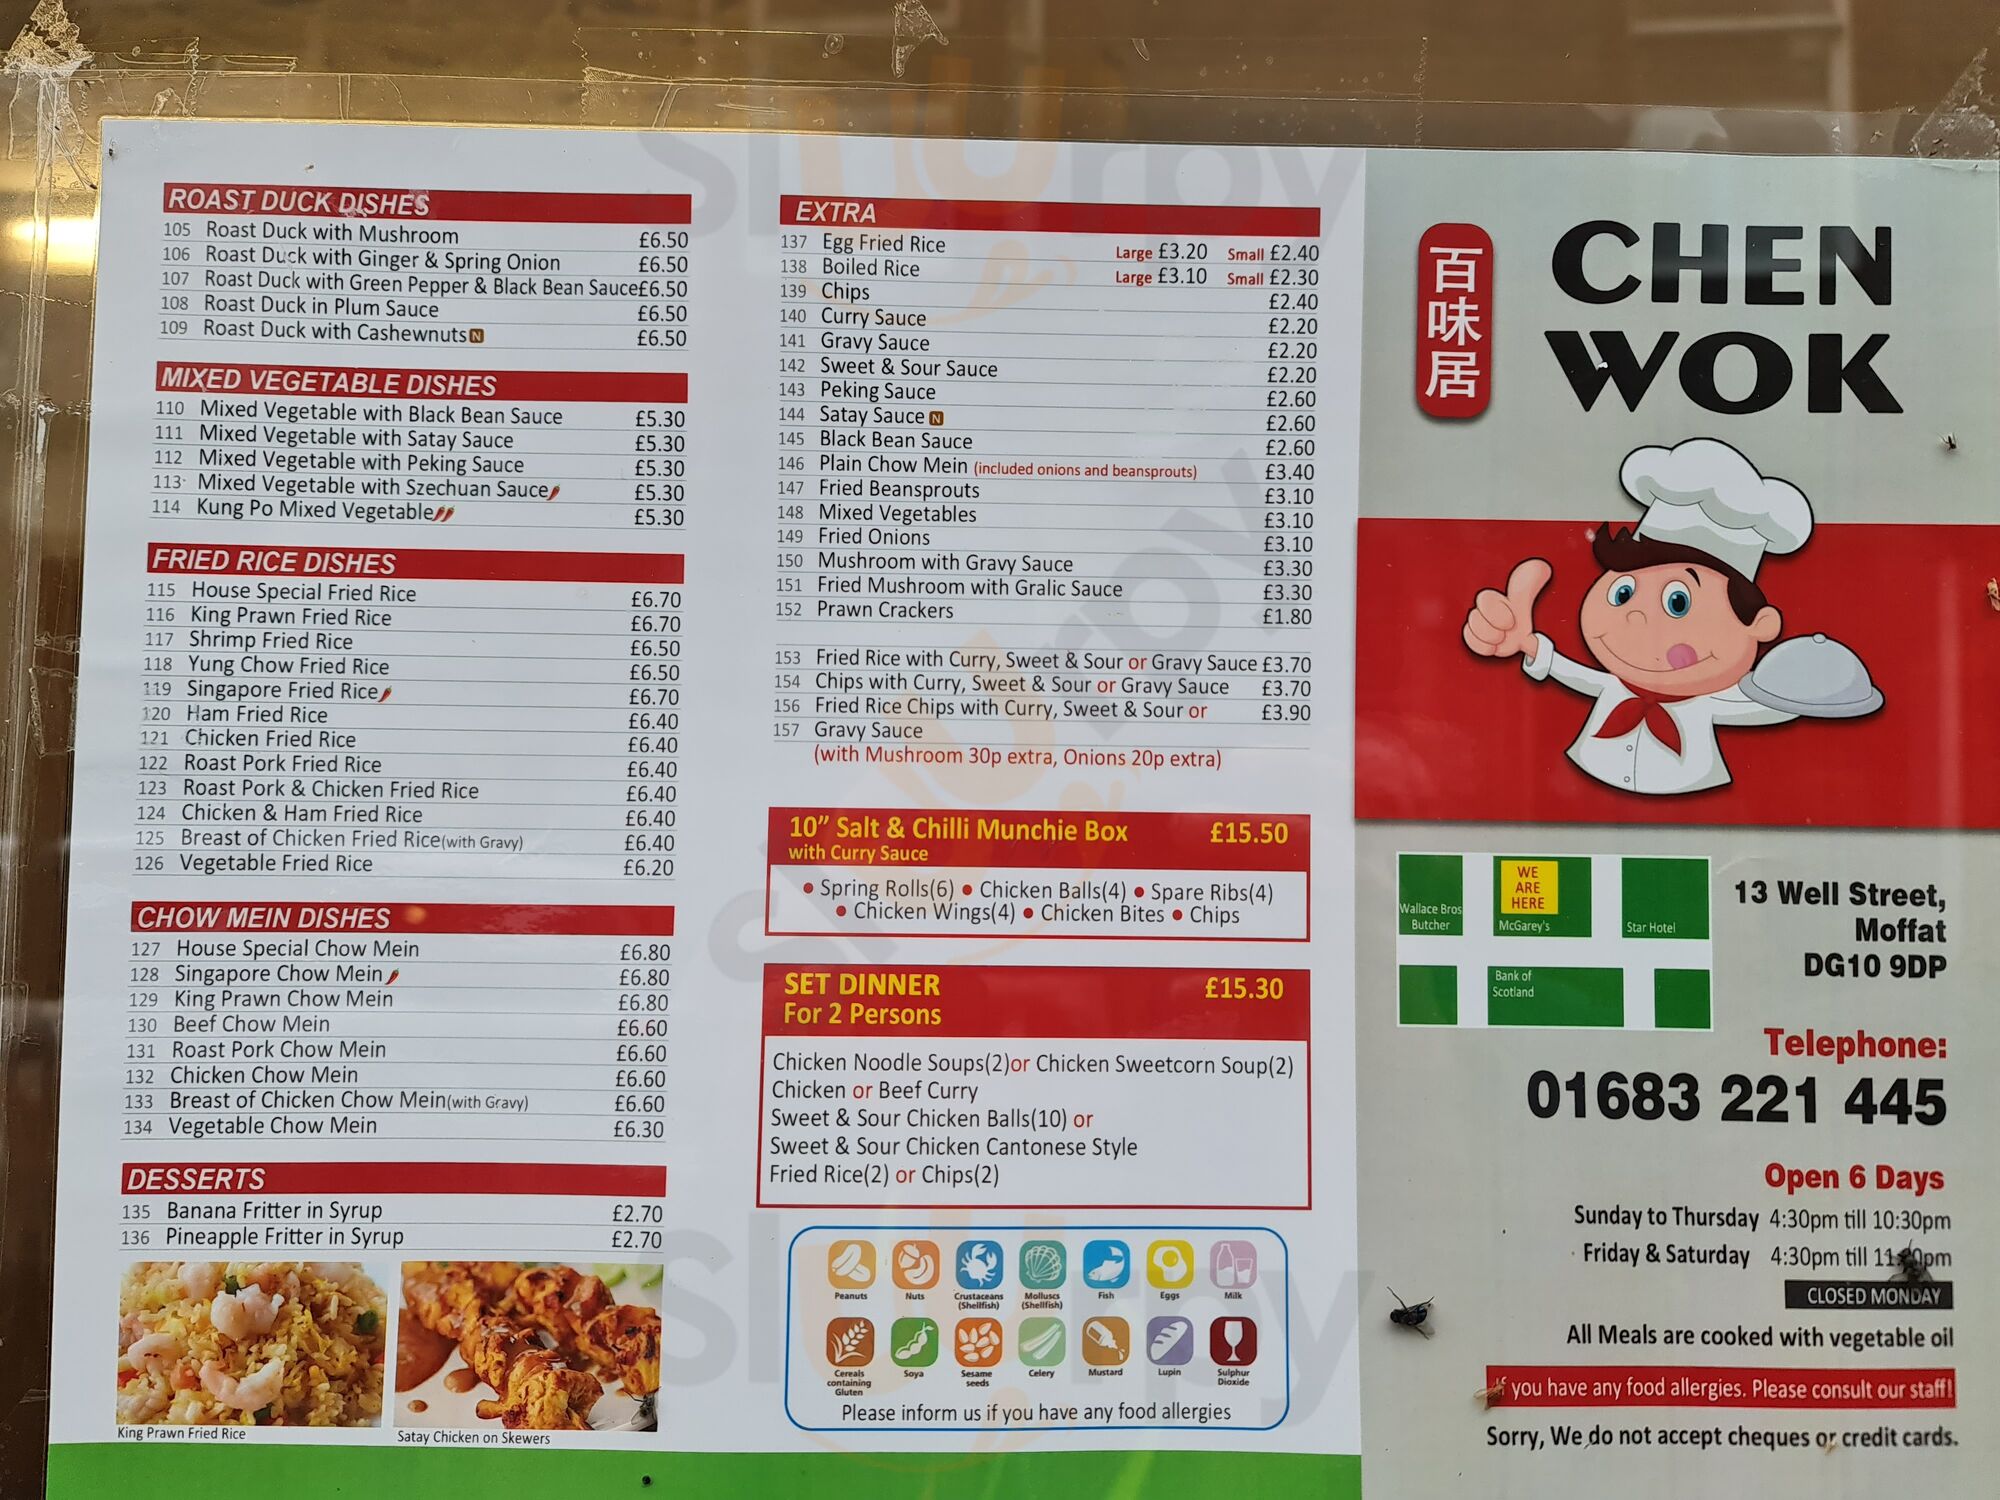 ROAST DUCK DISHES
105 Roast Duck with Mushroom £6.50
106 Roast Duck with Ginger & Spring Onion £6.50
107 Roast Duck with Green Pepper & Black Bean Sauce £6.50
108 Roast Duck in Plum Sauce £6.50
109 Roast Duck with Cashewnuts N £6.50
MIXED VEGETABLE DISHES
110 Mixed Vegetable with Black Bean Sauce £5.30
111 Mixed Vegetable with Satay Sauce £5.30
112 Mixed Vegetable with Peking Sauce £5.30
113 Mixed Vegetable with Szechuan Sauce £5.30
114 Kung Po Mixed Vegetable £5.30
FRIED RICE DISHES
115 House Special Fried Rice £6.70
116 King Prawn Fried Rice £6.70
117 Shrimp Fried Rice £6.50
118 Yung Chow Fried Rice £6.50
119 Singapore Fried Rice £6.70
120 Ham Fried Rice £6.40
121 Chicken Fried Rice £6.40
122 Roast Pork Fried Rice £6.40
123 Roast Pork & Chicken Fried Rice £6.40
124 Chicken & Ham Fried Rice £6.40
125 Breast of Chicken Fried Rice(with Gravy) £6.40
126 Vegetable Fried Rice £6.20
CHOW MEIN DISHES
127 House Special Chow Mein £6.80
128 Singapore Chow Mein £6.80
129 King Prawn Chow Mein £6.80
130 Beef Chow Mein £6.60
131 Roast Pork Chow Mein £6.60
132 Chicken Chow Mein £6.60
133 Breast of Chicken Chow Mein(with Gravy) £6.60
134 Vegetable Chow Mein £6.30
DESSERTS
135 Banana Fritter in Syrup £2.70
136 Pineapple Fritter in Syrup £2.70
King Prawn Fried Rice
Satay Chicken on Skewers
EXTRA
137 Egg Fried Rice Large £3.20 Small £2.40
138 Boiled Rice Large £3.10 Small £2.30
139 Chips £2.40
140 Curry Sauce £2.20
141 Gravy Sauce £2.20
142 Sweet & Sour Sauce £2.20
143 Peking Sauce £2.60
144 Satay Sauce N £2.60
145 Black Bean Sauce £2.60
146 Plain Chow Mein (included onions and beansprouts) £3.40
147 Fried Beansprouts £3.10
148 Mixed Vegetables £3.10
149 Fried Onions £3.10
150 Mushroom with Gravy Sauce £3.30
151 Fried Mushroom with Gralic Sauce £3.30
152 Prawn Crackers £1.80
153 Fried Rice with Curry, Sweet & Sour or Gravy Sauce £3.70
154 Chips with Curry, Sweet & Sour or Gravy Sauce £3.70
156 Fried Rice Chips with Curry, Sweet & Sour or £3.90
157 Gravy Sauce
(with Mushroom 30p extra, Onions 20p extra)
10” Salt & Chilli Munchie Box £15.50
with Curry Sauce
• Spring Rolls(6) • Chicken Balls(4) • Spare Ribs(4)
• Chicken Wings(4) • Chicken Bites • Chips
SET DINNER £15.30
For 2 Persons
Chicken Noodle Soups(2)or Chicken Sweetcorn Soup(2)
Chicken or Beef Curry
Sweet & Sour Chicken Balls(10) or
Sweet & Sour Chicken Cantonese Style
Fried Rice(2) or Chips(2)
Peanuts Nuts Crustaceans (Shellfish) Molluscs (Shellfish) Fish Eggs Milk
Cereals containing Gluten Soya Sesame seeds Celery Mustard Lupin Sulphur Dioxide
Please inform us if you have any food allergies
百味居
CHEN
WOK
WE
ARE
HERE
Wallace Bros
Butcher
McGarey's
Star Hotel
Bank of
Scotland
13 Well Street,
Moffat
DG10 9DP
Telephone:
01683 221 445
Open 6 Days
Sunday to Thursday 4:30pm till 10:30pm
Friday & Saturday 4:30pm till
CLOSED MONDAY
All Meals are cooked with vegetable oil
If you have any food allergies. Please consult our staff!
Sorry, We do not accept cheques or credit cards.
slurpy
slurpy
slurpy
slurpy